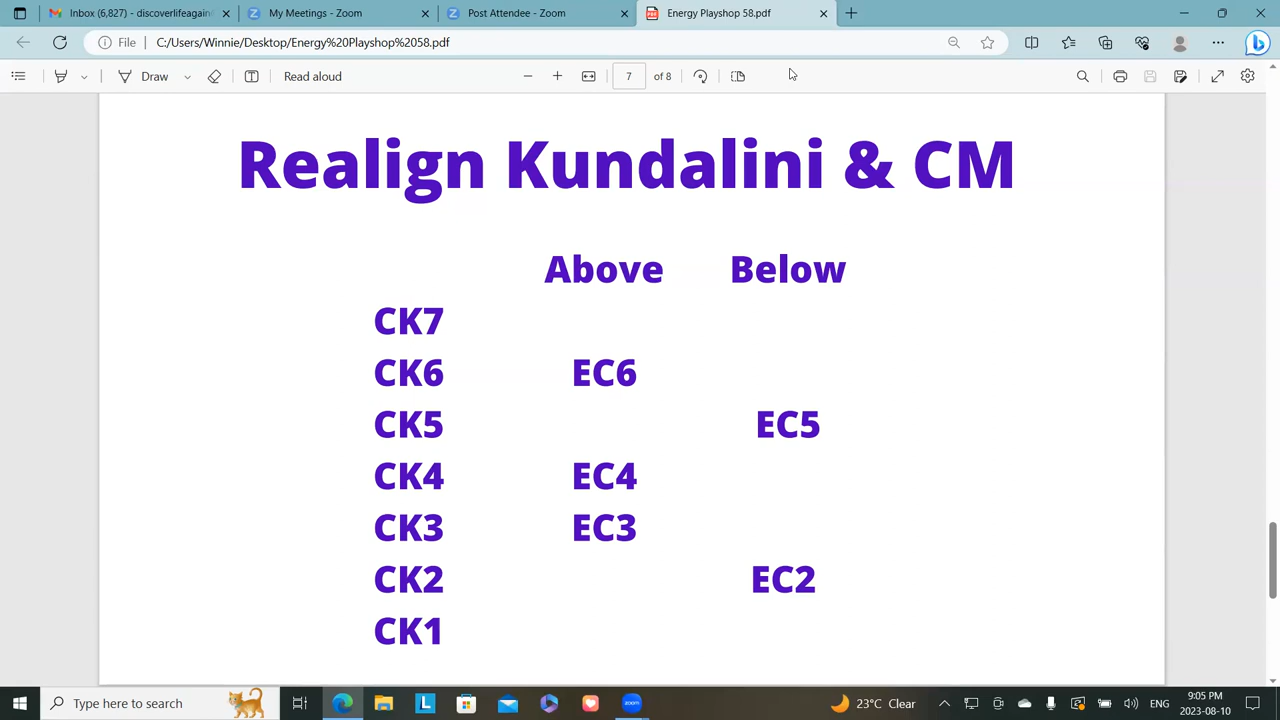 Inbox (6,827) - discoverlifeagain
My Meetings - Zoom
Post Attendee - Zoom
Energy Playshop 58.pdf
File C:/Users/Winnie/Desktop/Energy%20Playshop%2058.pdf
Draw Read aloud 7 of 8
Realign Kundalini & CM
Above Below
CK7
CK6 EC6
CK5 EC5
CK4 EC4
CK3 EC3
CK2 EC2
CK1
Type here to search
L
zoom
23°C Clear
ENG
9:05 PM
2023-08-10